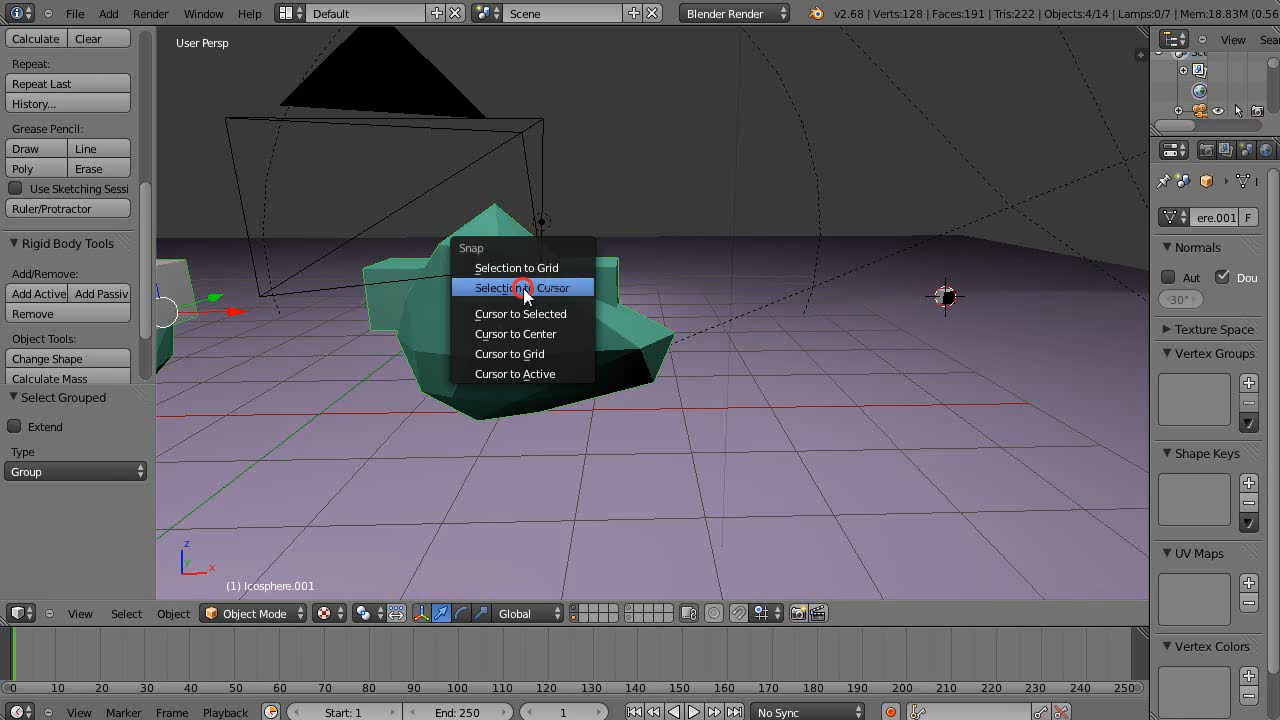 File Add Render Window Help Default Scene Blender Render v2.68 | Verts:128 | Faces:191 | Tris:222 | Objects:4/14 | Lamps:0/7 | Mem:18.83M (0.56
Calculate Clear
Repeat:
Repeat Last
History...
Grease Pencil:
Draw Line
Poly Erase
Use Sketching Sessi
Ruler/Protractor
Rigid Body Tools
Add/Remove:
Add Active Add Passiv
Remove
Object Tools:
Change Shape
Calculate Mass
Select Grouped
Extend
Type
Group
User Persp
Snap
Selection to Grid
Selection to Cursor
Cursor to Selected
Cursor to Center
Cursor to Grid
Cursor to Active
z
x
(1) Icosphere.001
View Select Object Object Mode Global
View Sea
ere.001 F
Normals
Aut Dou
30°
Texture Space
Vertex Groups
Shape Keys
UV Maps
Vertex Colors
0 10 20 30 40 50 60 70 80 90 100 110 120 130 140 150 160 170 180 190 200 210 220 230 240 250
View Marker Frame Playback Start: 1 End: 250 1 No Sync